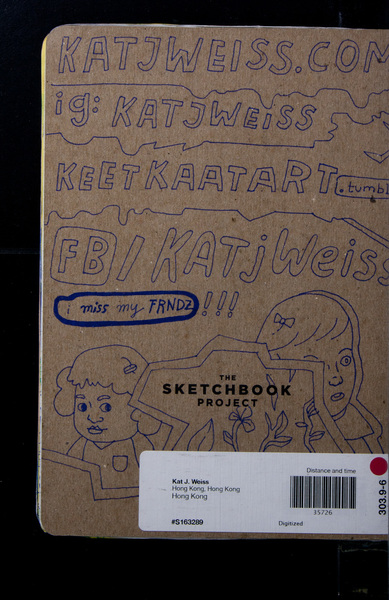 KATJWEISS.COM
ig: KATJWEiSS
KEETKAATART.tumbl
FB/KATjWeiss
i miss my FRNDZ!!!
THE
SKETCHBOOK
PROJECT
Distance and time
Kat J. Weiss
Hong Kong, Hong Kong
Hong Kong
35726
#S163289
Digitized
303.9-6